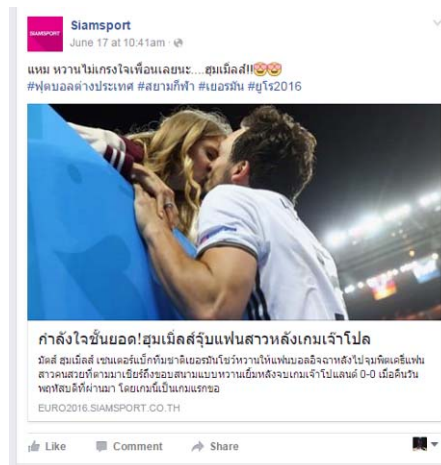 SIAMSPORT
Siamsport
June 17 at 10:41am
แหม หวานไม่เกรงใจเพื่อนเลยนะ....ฮุมเม็ลส์!!
#ฟุตบอลต่างประเทศ #สยามกีฬา #เยอรมัน #ยูโร2016
กำลังใจชั้นยอด!ฮุมเม็ลส์จุ๊บแฟนสาวหลังเกมเจ๊าโปล
มัตส์ ฮุมเม็ลส์ เซนเตอร์แบ็กทีมชาติเยอรมันโชว์หวานให้แฟนบอลอิจฉาหลังไปจุมพิตแคธี่แฟน
สาวคนสวยที่ตามมาเชียร์ถึงขอบสนามแบบหวานเยิ้มหลังจบเกมเจ๊าโปแลนด์ 0-0 เมื่อคืนวัน
พฤหัสบดีที่ผ่านมา โดยเกมนี้เป็นเกมแรกขอ
EURO2016.SIAMSPORT.CO.TH
Like Comment Share